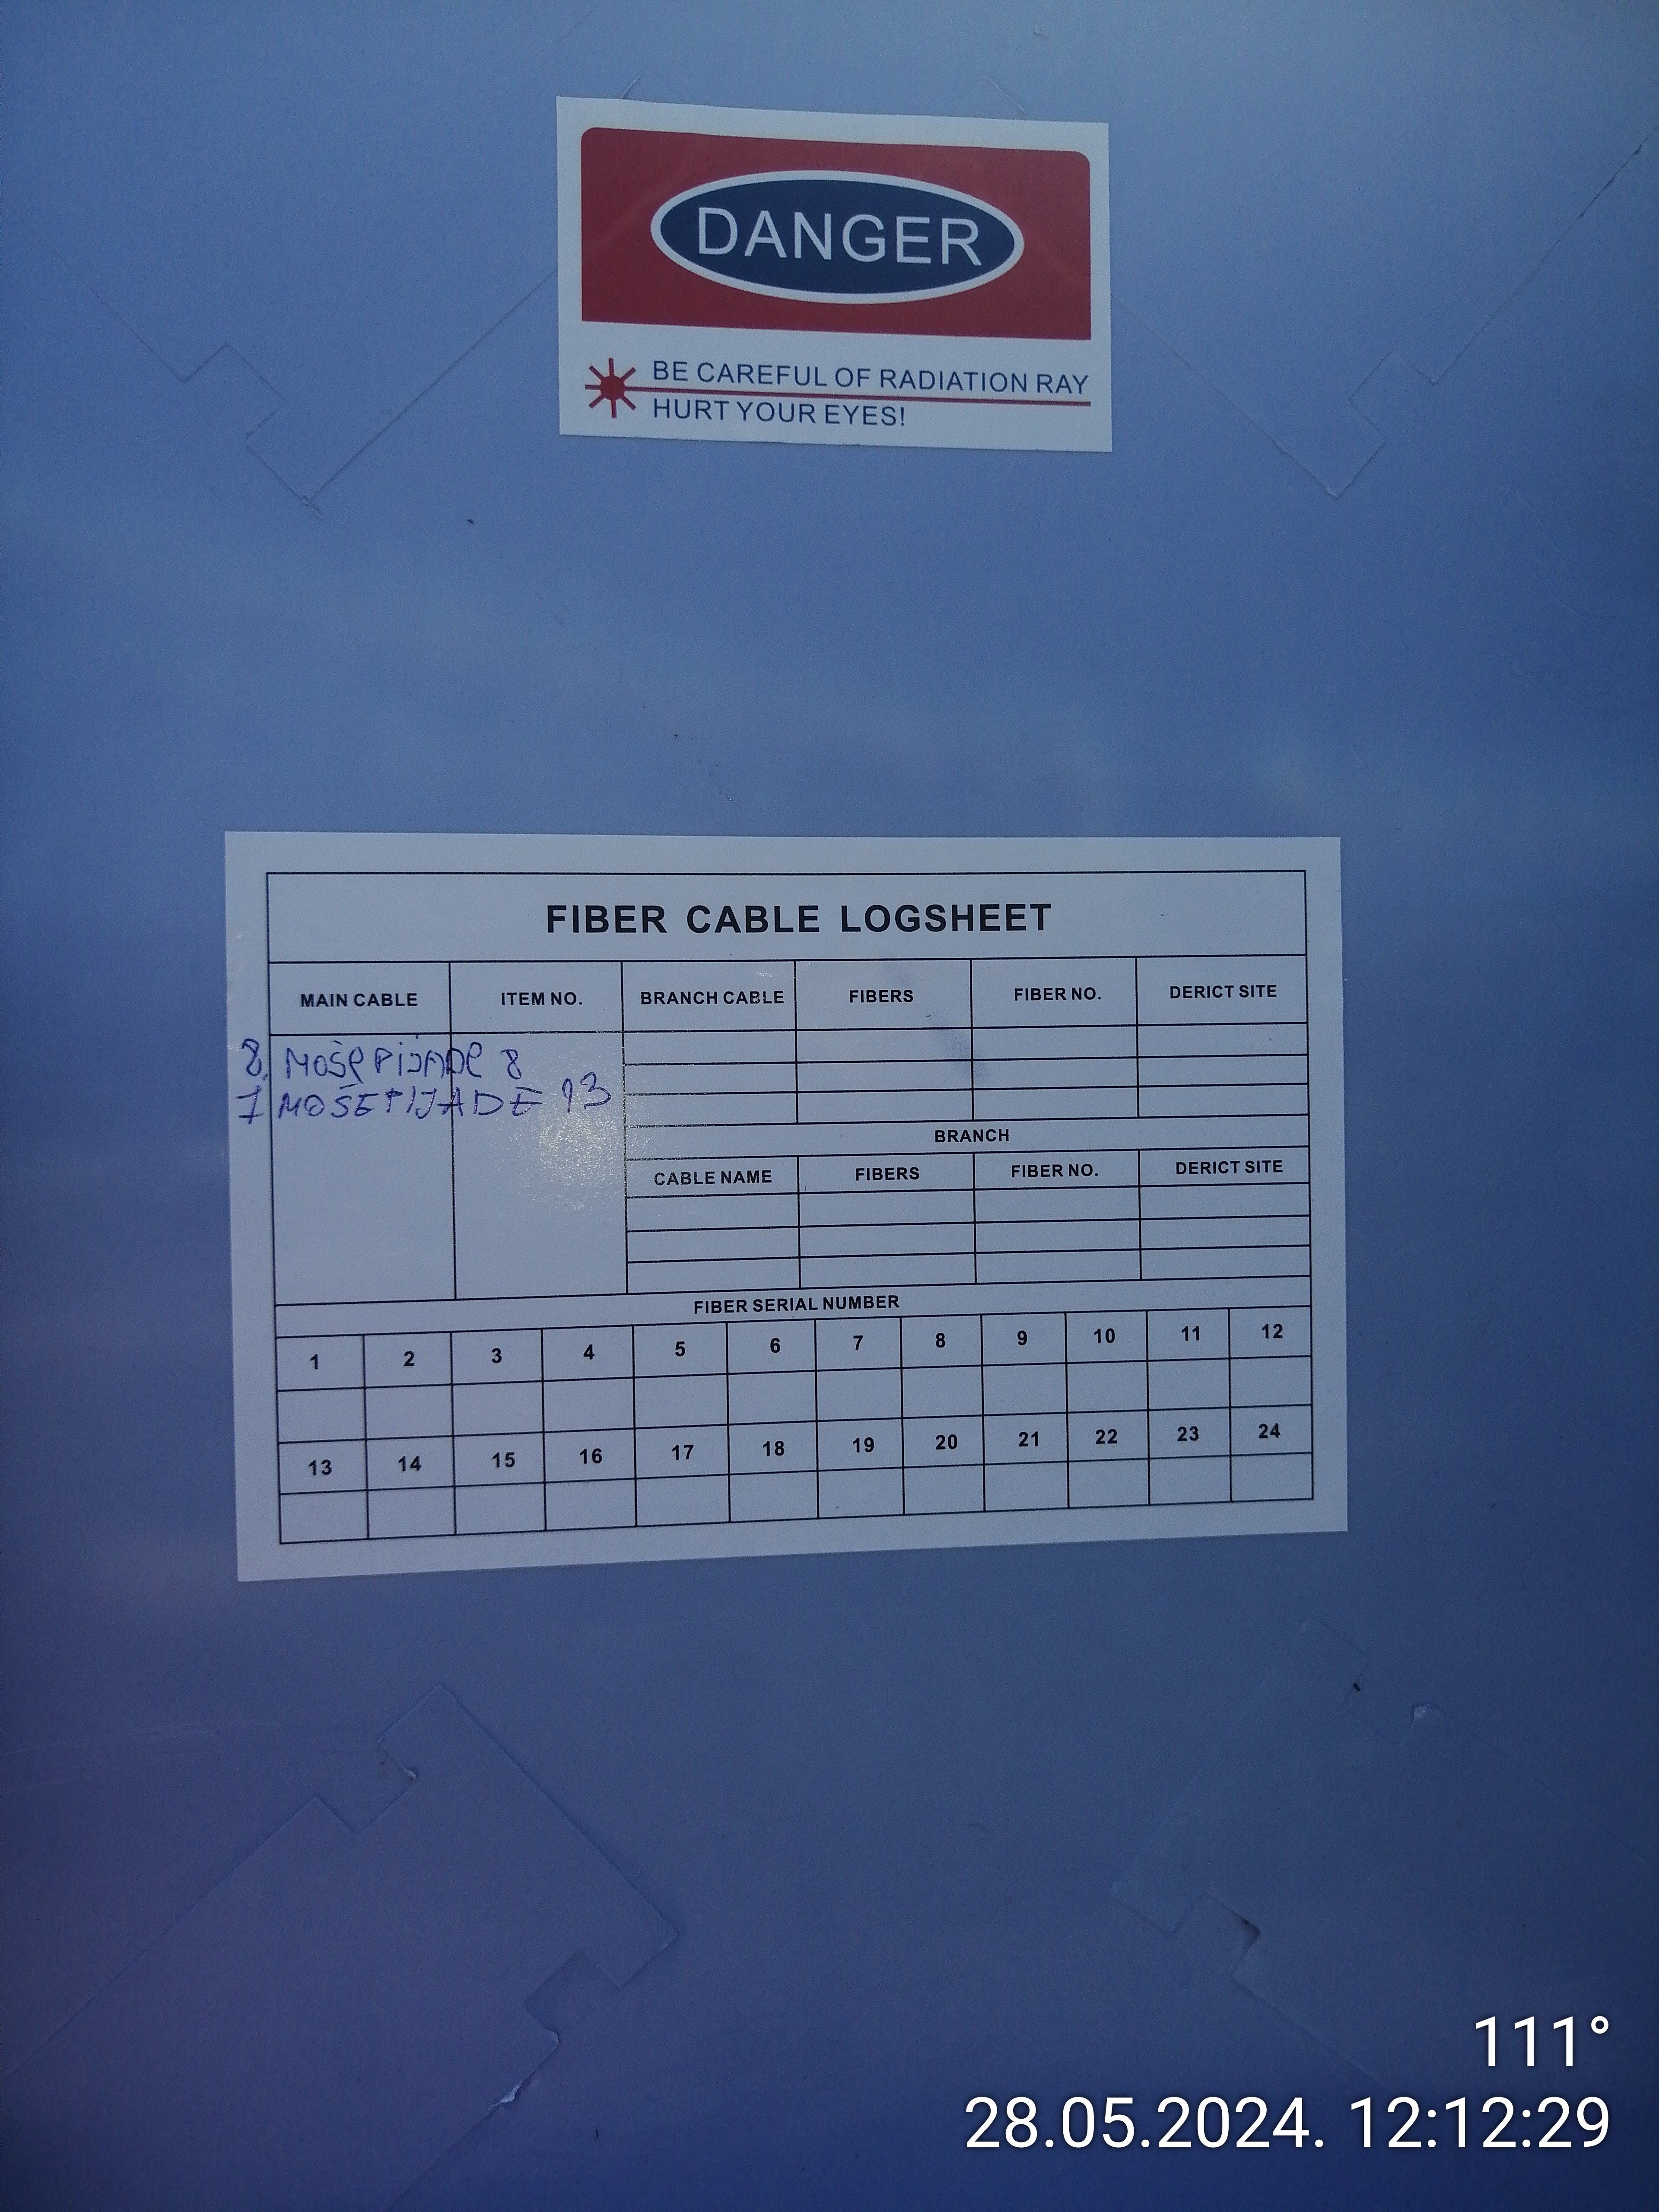 DANGER
BE CAREFUL OF RADIATION RAY
HURT YOUR EYES!
FIBER CABLE LOGSHEET
MAIN CABLE ITEM NO. BRANCH CABLE FIBERS FIBER NO. DERICT SITE
8. MOŠE PIJADE 8
7 MOŠE PIJADE 13
BRANCH
CABLE NAME FIBERS FIBER NO. DERICT SITE
FIBER SERIAL NUMBER
1 2 3 4 5 6 7 8 9 10 11 12
13 14 15 16 17 18 19 20 21 22 23 24
111°
28.05.2024. 12:12:29